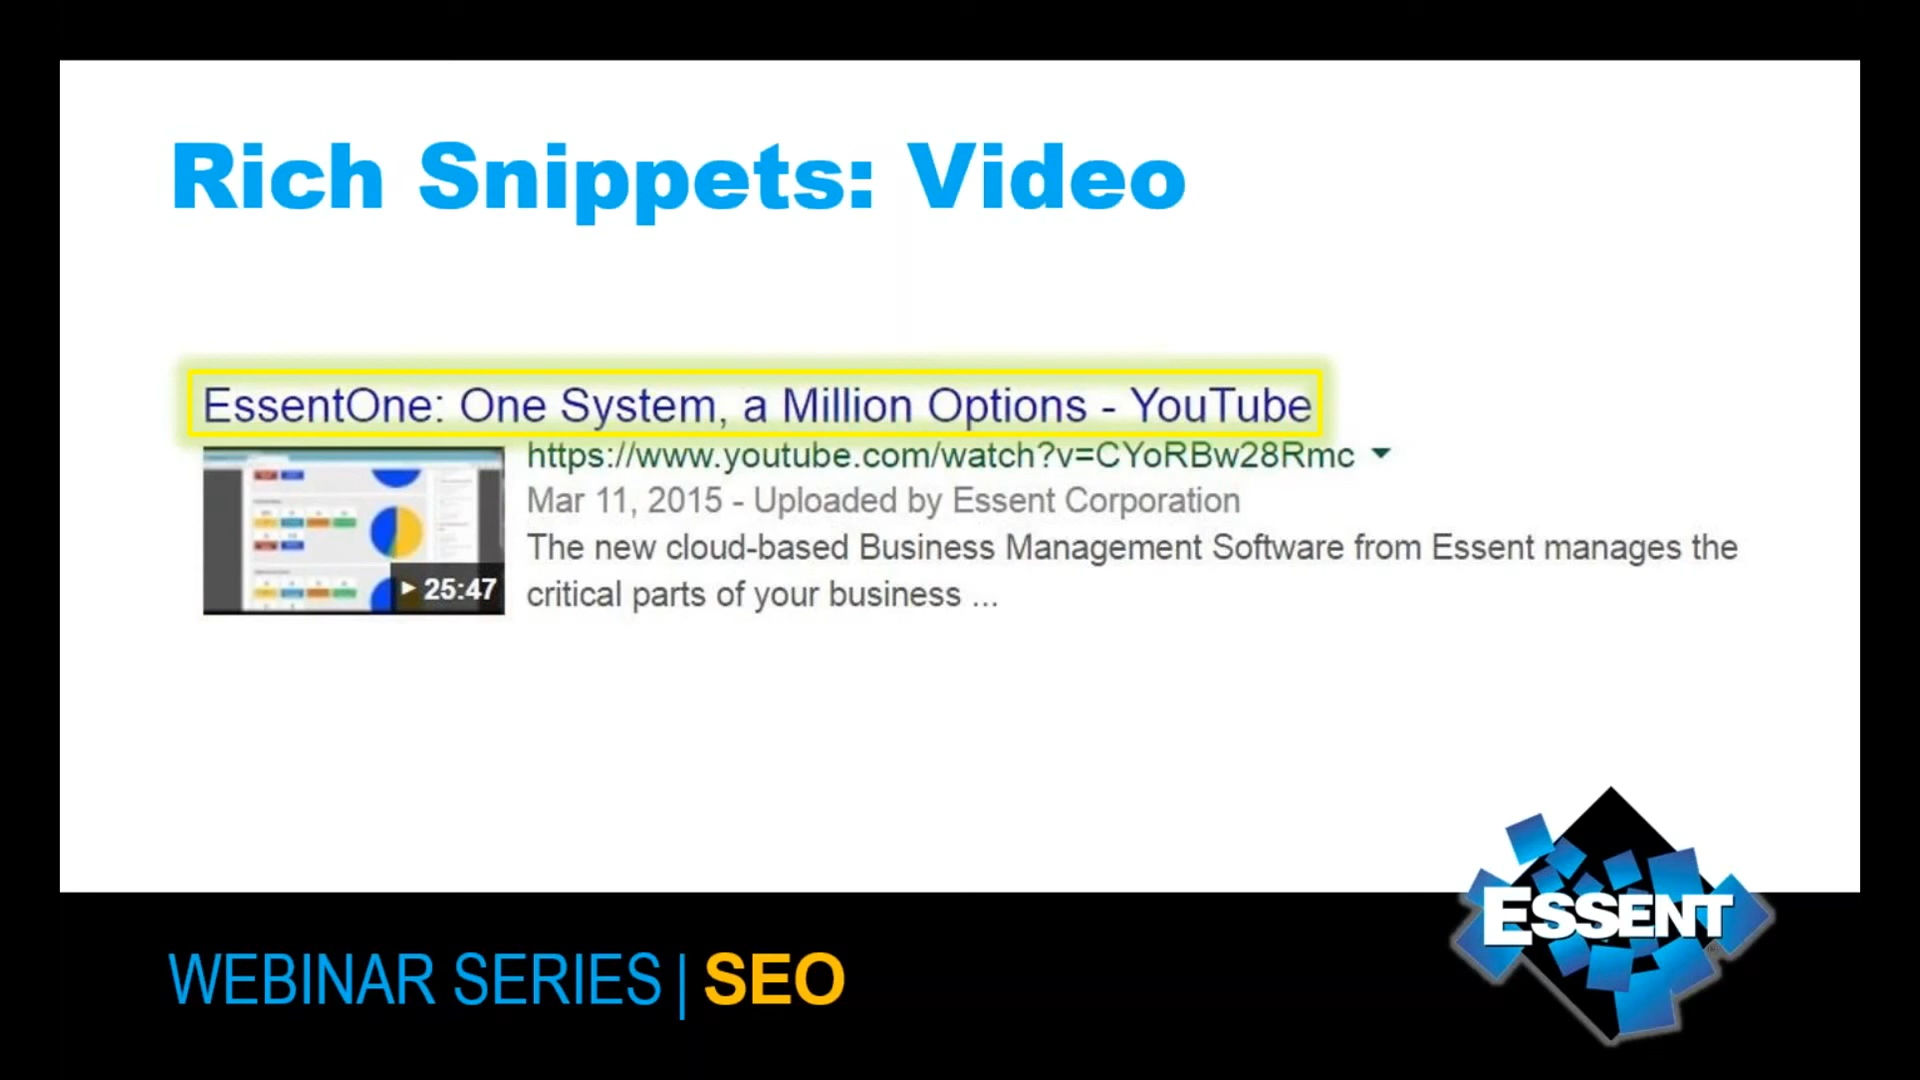 Rich Snippets: Video
EssentOne: One System, a Million Options - YouTube
https://www.youtube.com/watch?v=CYoRBw28Rmc
Mar 11, 2015 - Uploaded by Essent Corporation
The new cloud-based Business Management Software from Essent manages the
critical parts of your business ...
25:47
ESSENT
WEBINAR SERIES | SEO